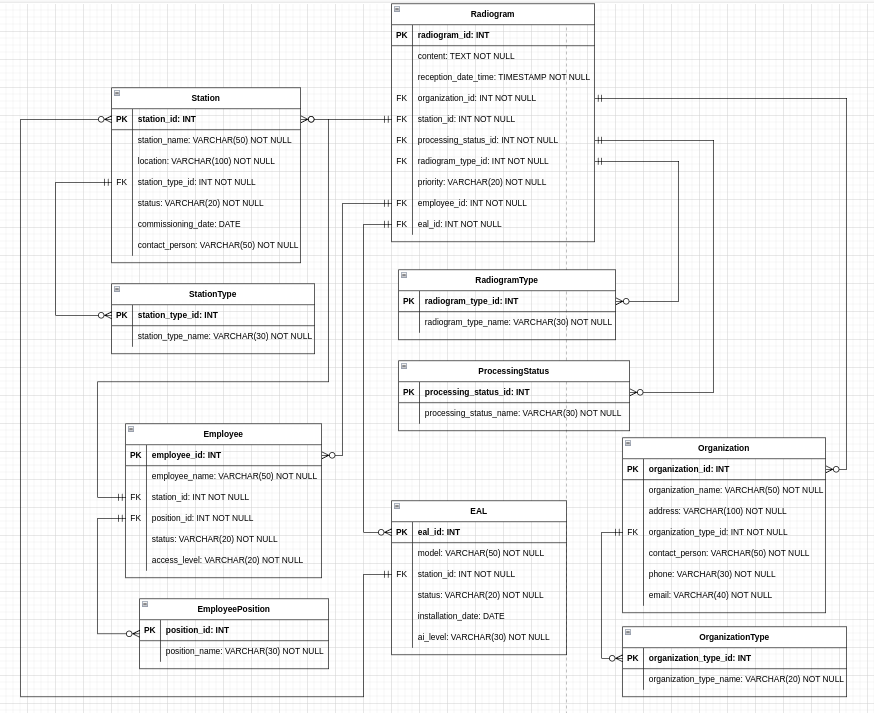 Radiogram
PK radiogram_id: INT
content: TEXT NOT NULL
reception_date_time: TIMESTAMP NOT NULL
FK organization_id: INT NOT NULL
FK station_id: INT NOT NULL
FK processing_status_id: INT NOT NULL
FK radiogram_type_id: INT NOT NULL
priority: VARCHAR(20) NOT NULL
FK employee_id: INT NOT NULL
FK eal_id: INT NOT NULL
Station
PK station_id: INT
station_name: VARCHAR(50) NOT NULL
location: VARCHAR(100) NOT NULL
FK station_type_id: INT NOT NULL
status: VARCHAR(20) NOT NULL
commissioning_date: DATE
contact_person: VARCHAR(50) NOT NULL
StationType
PK station_type_id: INT
station_type_name: VARCHAR(30) NOT NULL
RadiogramType
PK radiogram_type_id: INT
radiogram_type_name: VARCHAR(30) NOT NULL
ProcessingStatus
PK processing_status_id: INT
processing_status_name: VARCHAR(30) NOT NULL
Employee
PK employee_id: INT
employee_name: VARCHAR(50) NOT NULL
FK station_id: INT NOT NULL
FK position_id: INT NOT NULL
status: VARCHAR(20) NOT NULL
access_level: VARCHAR(20) NOT NULL
EmployeePosition
PK position_id: INT
position_name: VARCHAR(30) NOT NULL
EAL
PK eal_id: INT
model: VARCHAR(50) NOT NULL
FK station_id: INT NOT NULL
status: VARCHAR(20) NOT NULL
installation_date: DATE
ai_level: VARCHAR(30) NOT NULL
Organization
PK organization_id: INT
organization_name: VARCHAR(50) NOT NULL
address: VARCHAR(100) NOT NULL
FK organization_type_id: INT NOT NULL
contact_person: VARCHAR(50) NOT NULL
phone: VARCHAR(30) NOT NULL
email: VARCHAR(40) NOT NULL
OrganizationType
PK organization_type_id: INT
organization_type_name: VARCHAR(20) NOT NULL